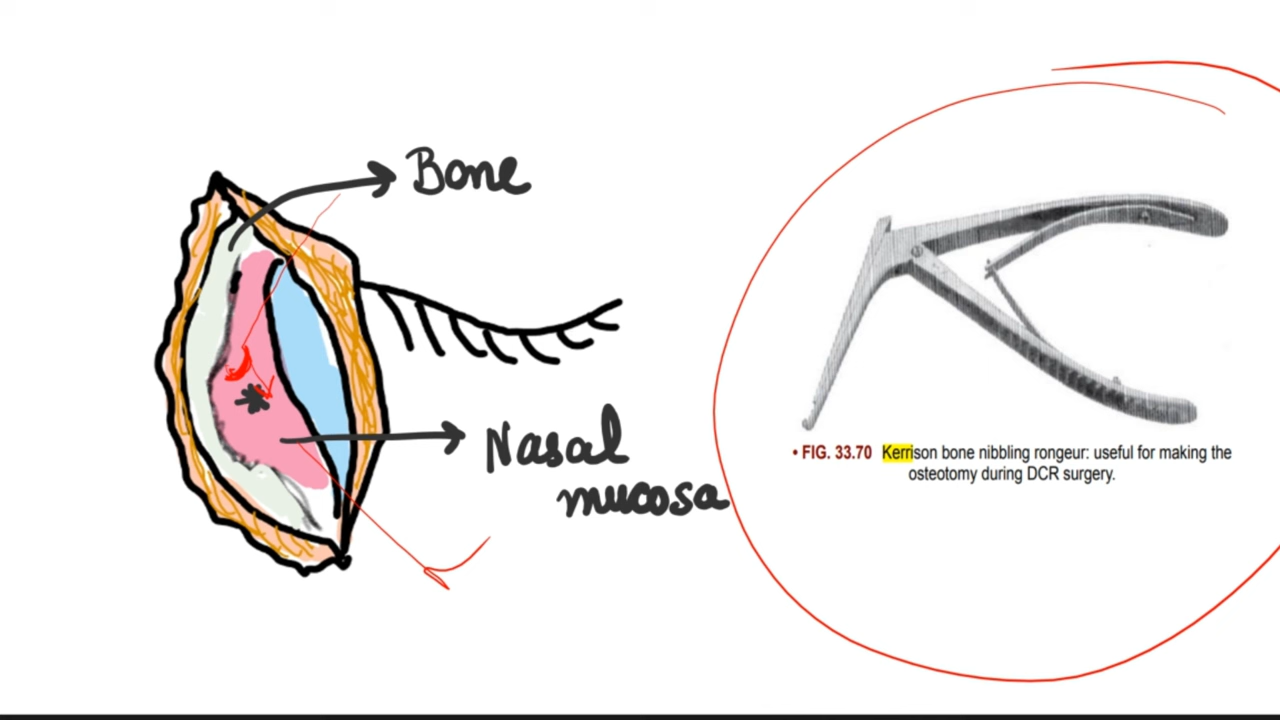 Bone
Nasal
mucosa
• FIG. 33.70 Kerrison bone nibbling rongeur: useful for making the
osteotomy during DCR surgery.